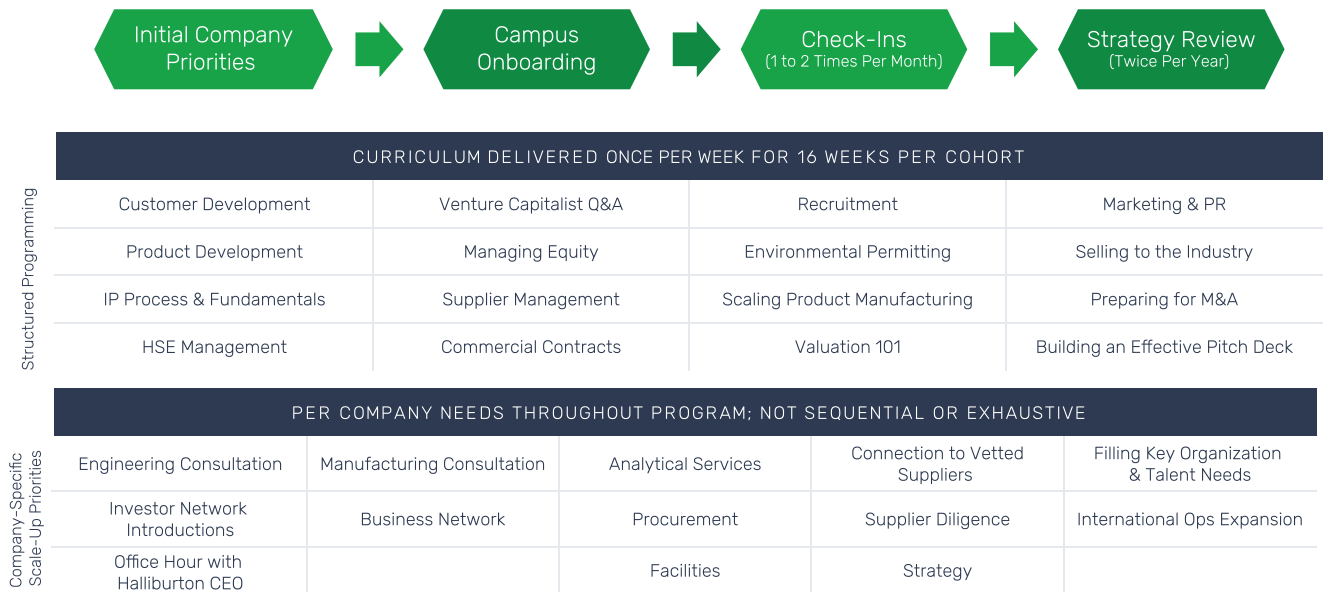 Initial Company
Priorities
Campus
Onboarding
Check-Ins
(1 to 2 Times Per Month)
Strategy Review
(Twice Per Year)
CURRICULUM DELIVERED ONCE PER WEEK FOR 16 WEEKS PER COHORT
Structured Programming
Customer Development
Venture Capitalist Q&A
Recruitment
Marketing & PR
Product Development
Managing Equity
Environmental Permitting
Selling to the Industry
IP Process & Fundamentals
Supplier Management
Scaling Product Manufacturing
Preparing for M&A
HSE Management
Commercial Contracts
Valuation 101
Building an Effective Pitch Deck
PER COMPANY NEEDS THROUGHOUT PROGRAM; NOT SEQUENTIAL OR EXHAUSTIVE
Company-Specific
Scale-Up Priorities
Engineering Consultation
Manufacturing Consultation
Analytical Services
Connection to Vetted
Suppliers
Filling Key Organization
& Talent Needs
Investor Network
Introductions
Business Network
Procurement
Supplier Diligence
International Ops Expansion
Office Hour with
Halliburton CEO
Facilities
Strategy